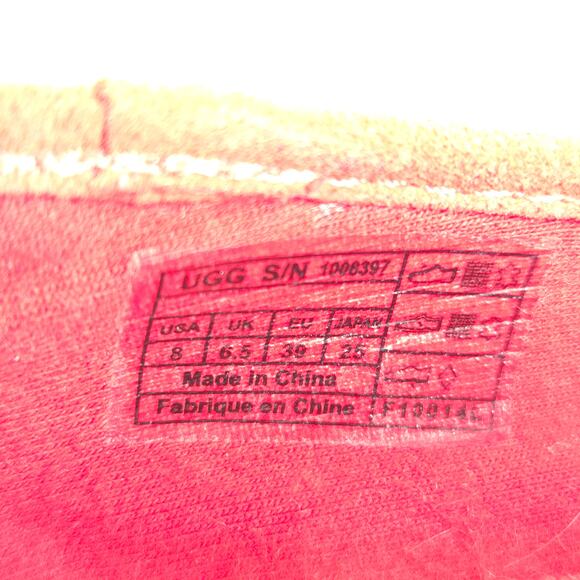 UGG S/N 1008397
USA UK EU JAPAN
8 6.5 39 25
Made in China
Fabrique en Chine